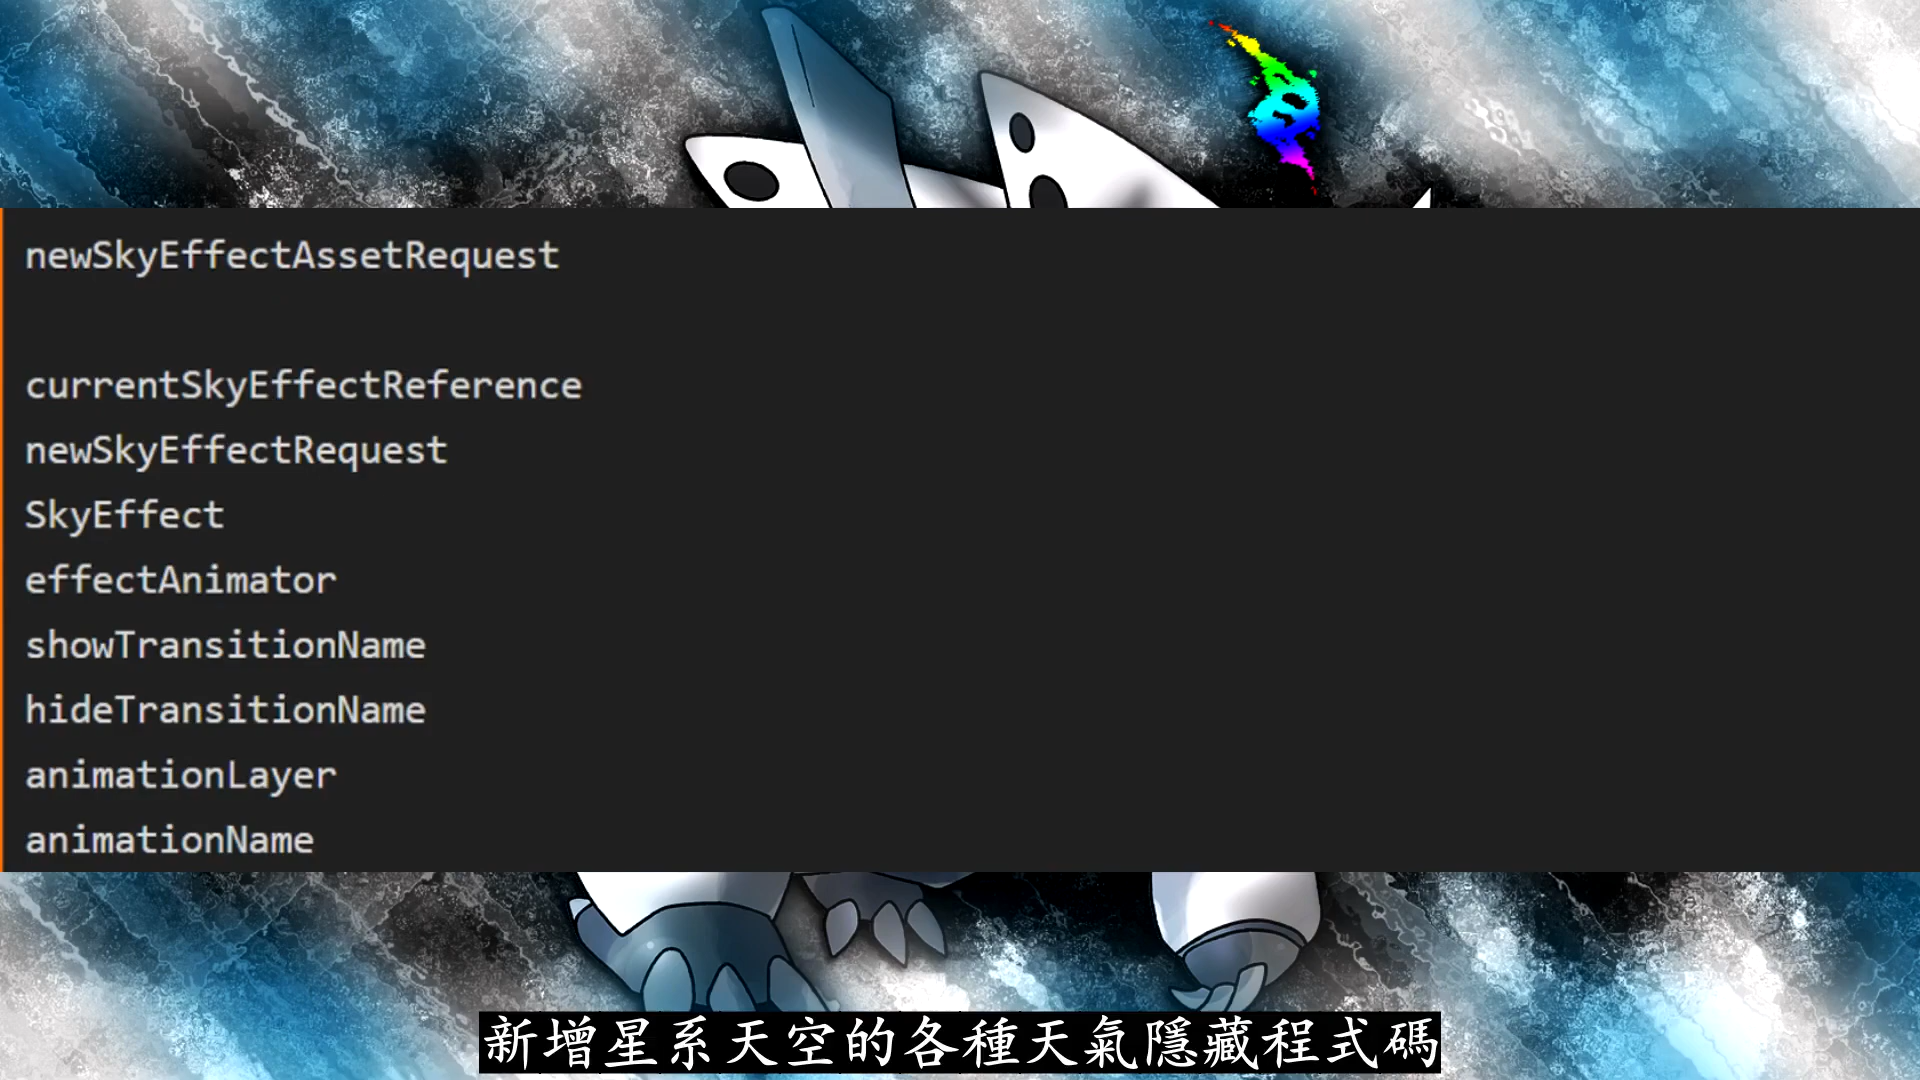 newSkyEffectAssetRequest
currentSkyEffectReference
newSkyEffectRequest
SkyEffect
effectAnimator
showTransitionName
hideTransitionName
animationLayer
animationName
新增星系天空的各種天氣隱藏程式碼